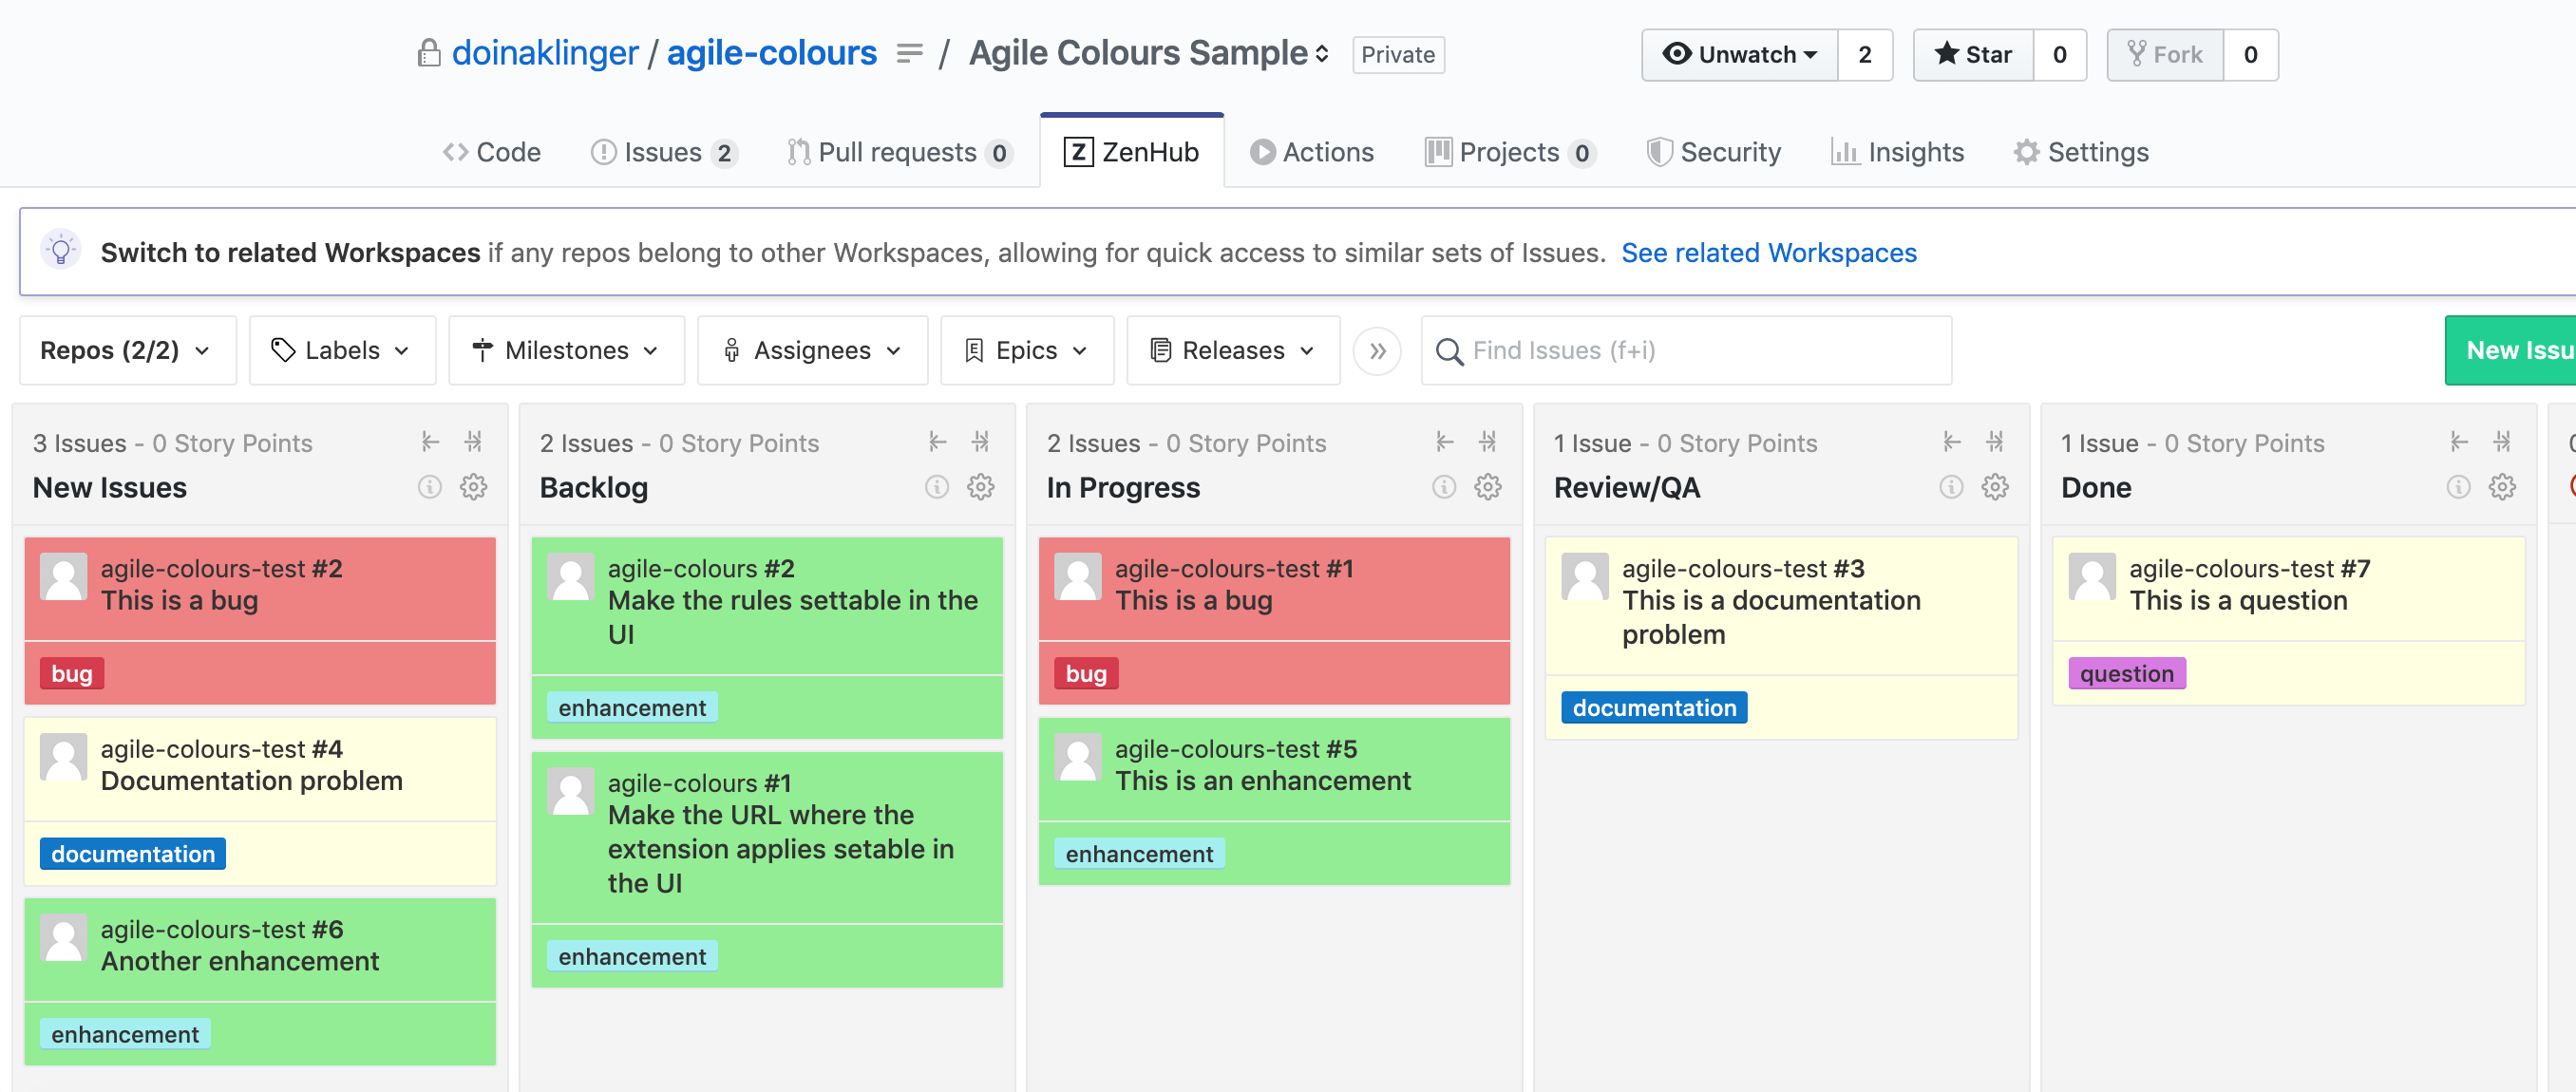 doinaklinger / agile-colours / Agile Colours Sample Private Unwatch 2 Star 0 Fork 0
Code Issues 2 Pull requests 0 Z ZenHub Actions Projects 0 Security Insights Settings
Switch to related Workspaces if any repos belong to other Workspaces, allowing for quick access to similar sets of Issues. See related Workspaces
Repos (2/2) Labels Milestones Assignees E Epics Releases Find Issues (f+i) New Issu
3 Issues - 0 Story Points
New Issues
agile-colours-test #2
This is a bug
bug
agile-colours-test #4
Documentation problem
documentation
agile-colours-test #6
Another enhancement
enhancement
2 Issues - 0 Story Points
Backlog
agile-colours #2
Make the rules settable in the
UI
enhancement
agile-colours #1
Make the URL where the
extension applies setable in
the UI
enhancement
2 Issues - 0 Story Points
In Progress
agile-colours-test #1
This is a bug
bug
agile-colours-test #5
This is an enhancement
enhancement
1 Issue - 0 Story Points
Review/QA
agile-colours-test #3
This is a documentation
problem
documentation
1 Issue - 0 Story Points
Done
agile-colours-test #7
This is a question
question